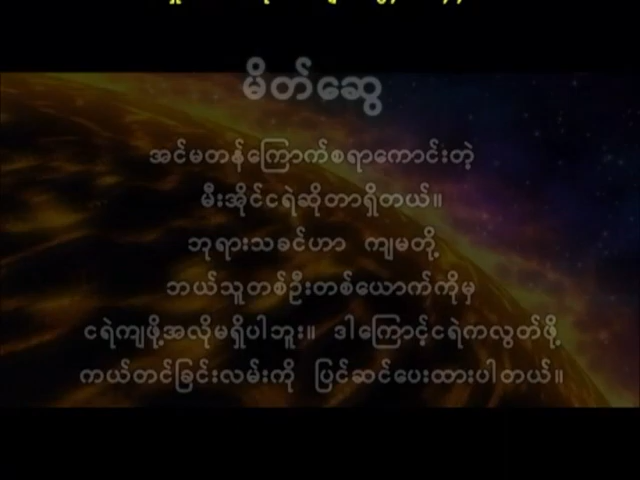 မိတ်ဆွေ
အင်မတန်ကြောက်စရာကောင်းတဲ့
မီးအိုင်ငရဲဆိုတာရှိတယ်။
ဘုရားသခင်ဟာ ကျမတို့
ဘယ်သူတစ်ဦးတစ်ယောက်ကိုမှ
ငရဲကျဖို့အလိုမရှိပါဘူး။ ဒါကြောင့်ငရဲကလွတ်ဖို့
ကယ်တင်ခြင်းလမ်းကို ပြင်ဆင်ပေးထားပါတယ်။